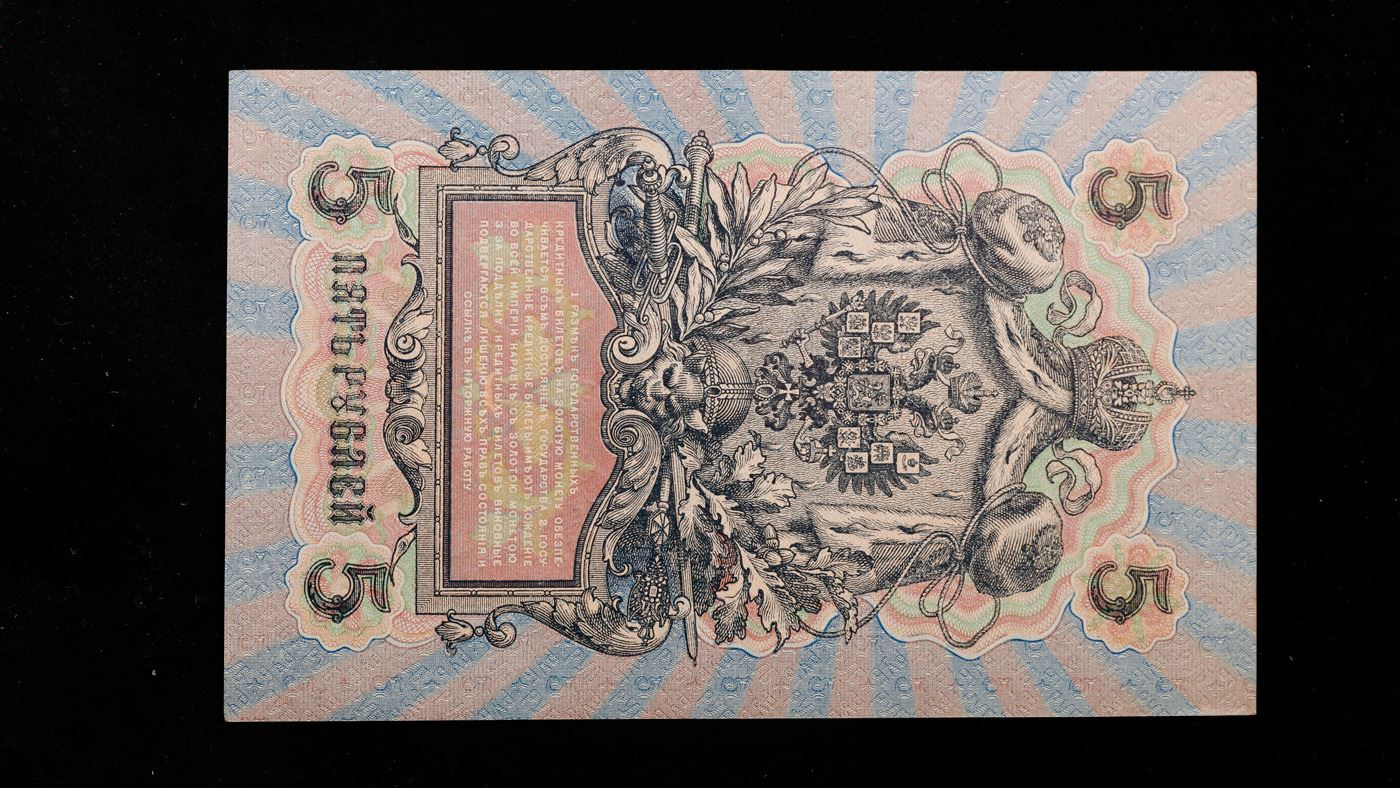 5 5
1. РАЗМѢНЪ ГОСУДАРСТВЕННЫХЪ
КРЕДИТНЫХЪ БИЛЕТОВЪ НА ЗОЛОТУЮ МОНЕТУ ОБЕЗПЕ-
ЧИВАЕТСЯ ВСѢМЪ ДОСТОЯНІЕМЪ ГОСУДАРСТВА. 2. ГОСУ-
ДАРСТВЕННЫЕ КРЕДИТНЫЕ БИЛЕТЫ ИМѢЮТЪ ХОЖДЕНІЕ
ВО ВСЕЙ ИМПЕРІИ НАРАВНѢ СЪ ЗОЛОТОЮ МОНЕТОЮ.
3. ЗА ПОДДѢЛКУ КРЕДИТНЫХЪ БИЛЕТОВЪ ВИНОВНЫЕ
ПОДВЕРГАЮТСЯ ЛИШЕНІЮ ВСѢХЪ ПРАВЪ СОСТОЯНІЯ И
ССЫЛКѢ ВЪ КАТОРЖНУЮ РАБОТУ
5 ПЯТЬ РУБЛЕЙ 5